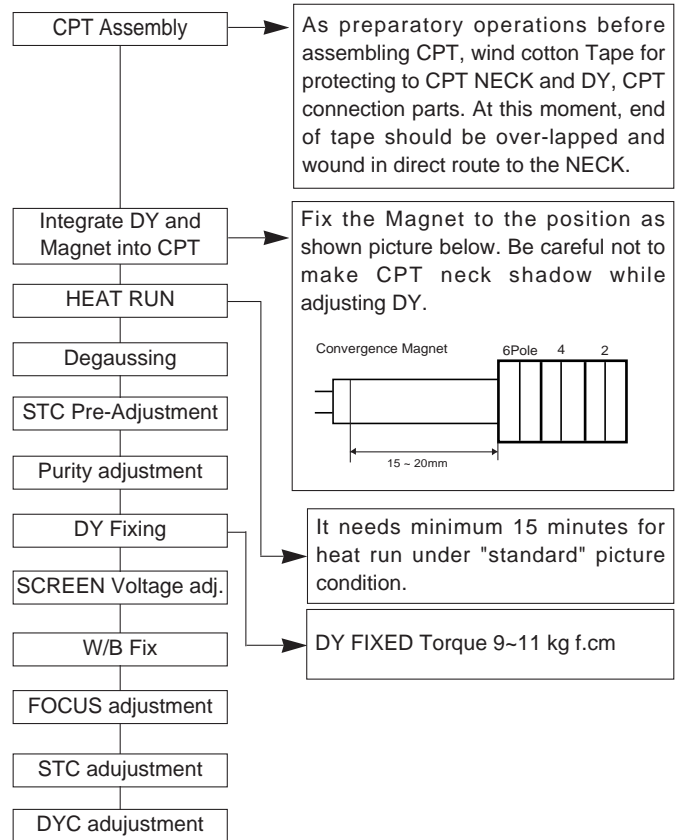 CPT Assembly
As preparatory operations before
assembling CPT, wind cotton Tape for
protecting to CPT NECK and DY, CPT
connection parts. At this moment, end
of tape should be over-lapped and
wound in direct route to the NECK.
Integrate DY and
Magnet into CPT
Fix the Magnet to the position as
shown picture below. Be careful not to
make CPT neck shadow while
adjusting DY.
Convergence Magnet 6Pole 4 2
15 ~ 20mm
HEAT RUN
Degaussing
STC Pre-Adjustment
Purity adjustment
DY Fixing
It needs minimum 15 minutes for
heat run under "standard" picture
condition.
SCREEN Voltage adj.
W/B Fix
DY FIXED Torque 9~11 kg f.cm
FOCUS adjustment
STC adujustment
DYC adujustment